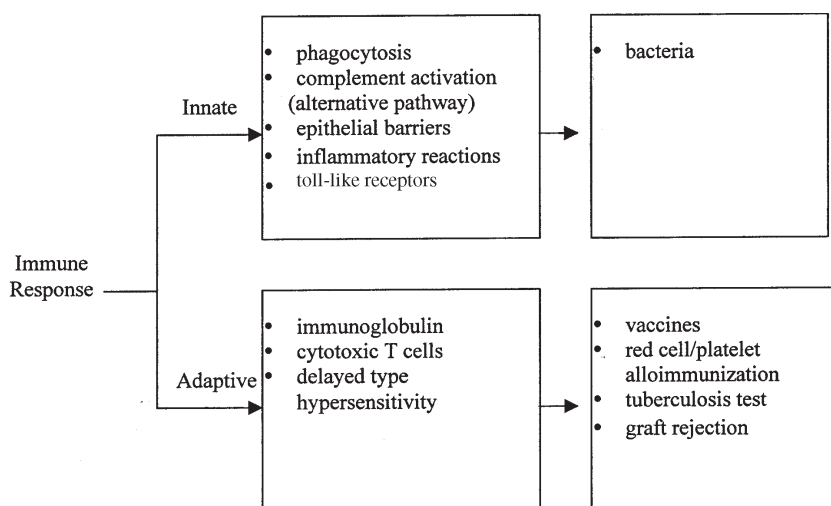 Immune
Response
Innate
• phagocytosis
• complement activation
(alternative pathway)
• epithelial barriers
• inflammatory reactions
• toll-like receptors
• bacteria
Adaptive
• immunoglobulin
• cytotoxic T cells
• delayed type
hypersensitivity
• vaccines
• red cell/platelet
alloimmunization
• tuberculosis test
• graft rejection